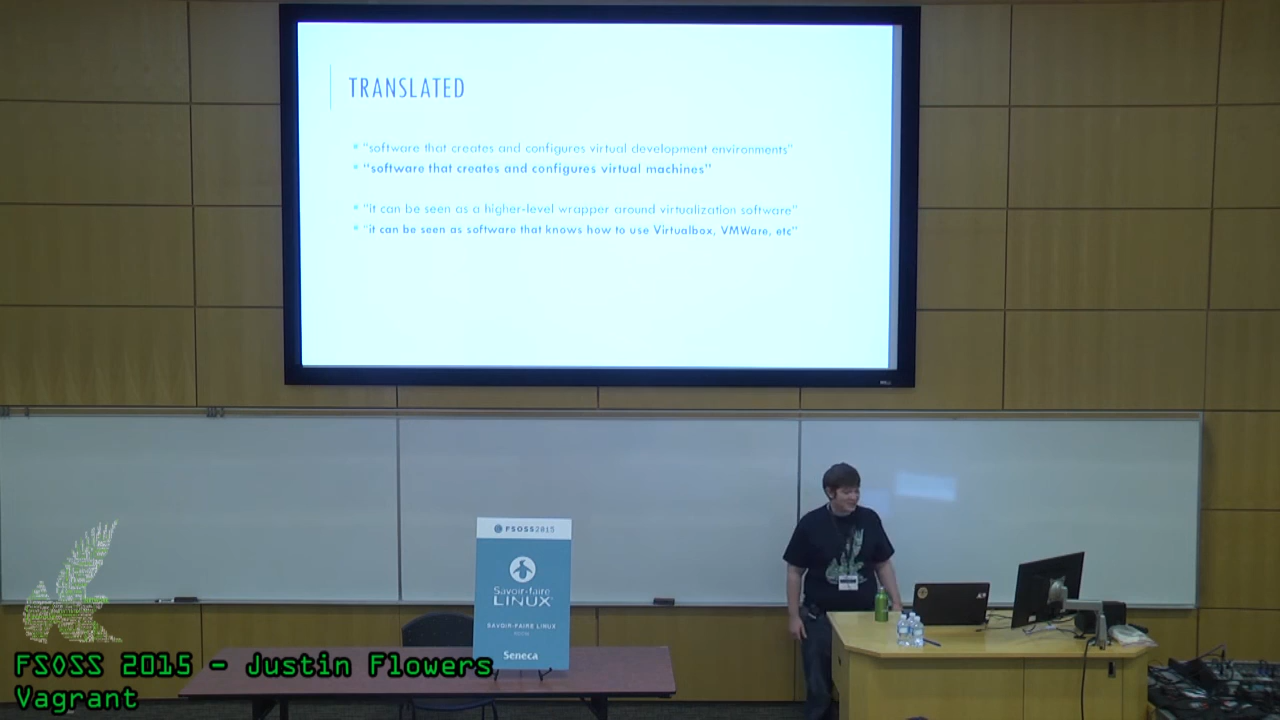 TRANSLATED
"software that creates and configures virtual development environments"
"software that creates and configures virtual machines"
"it can be seen as a higher-level wrapper around virtualization software"
"it can be seen as software that knows how to use Virtualbox, VMWare, etc"
FSOSS2015
Savoir-faire
LINUX
SAVOIR-FAIRE LINUX
Seneca
FSOSS 2015 - Justin Flowers
Vagrant